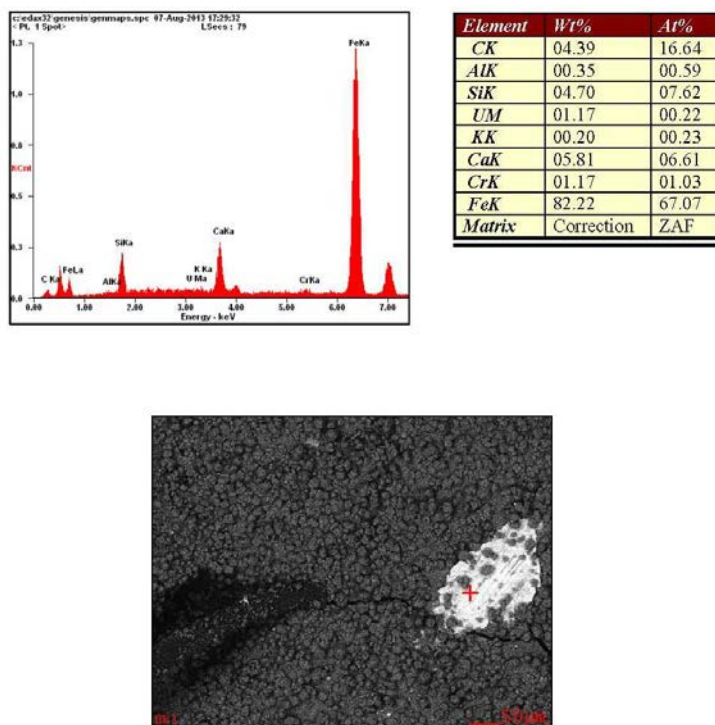 c:\edax32\genesis\genmaps.spc 07-Aug-2013 17:29:32
< Pt. 1 Spot> LSecs : 79
1.3
1.0
0.8
KCnt
0.5
0.3
0.0
FeKa
CaKa
SiKa
K Ka
C Ka
FeLa
AlKa
U Ma
CrKa
0.00 1.00 2.00 3.00 4.00 5.00 6.00 7.00
Energy - keV
Element Wt% At%
CK 04.39 16.64
AlK 00.35 00.59
SiK 04.70 07.62
UM 01.17 00.22
KK 00.20 00.23
CaK 05.81 06.61
CrK 01.17 01.03
FeK 82.22 67.07
Matrix Correction ZAF